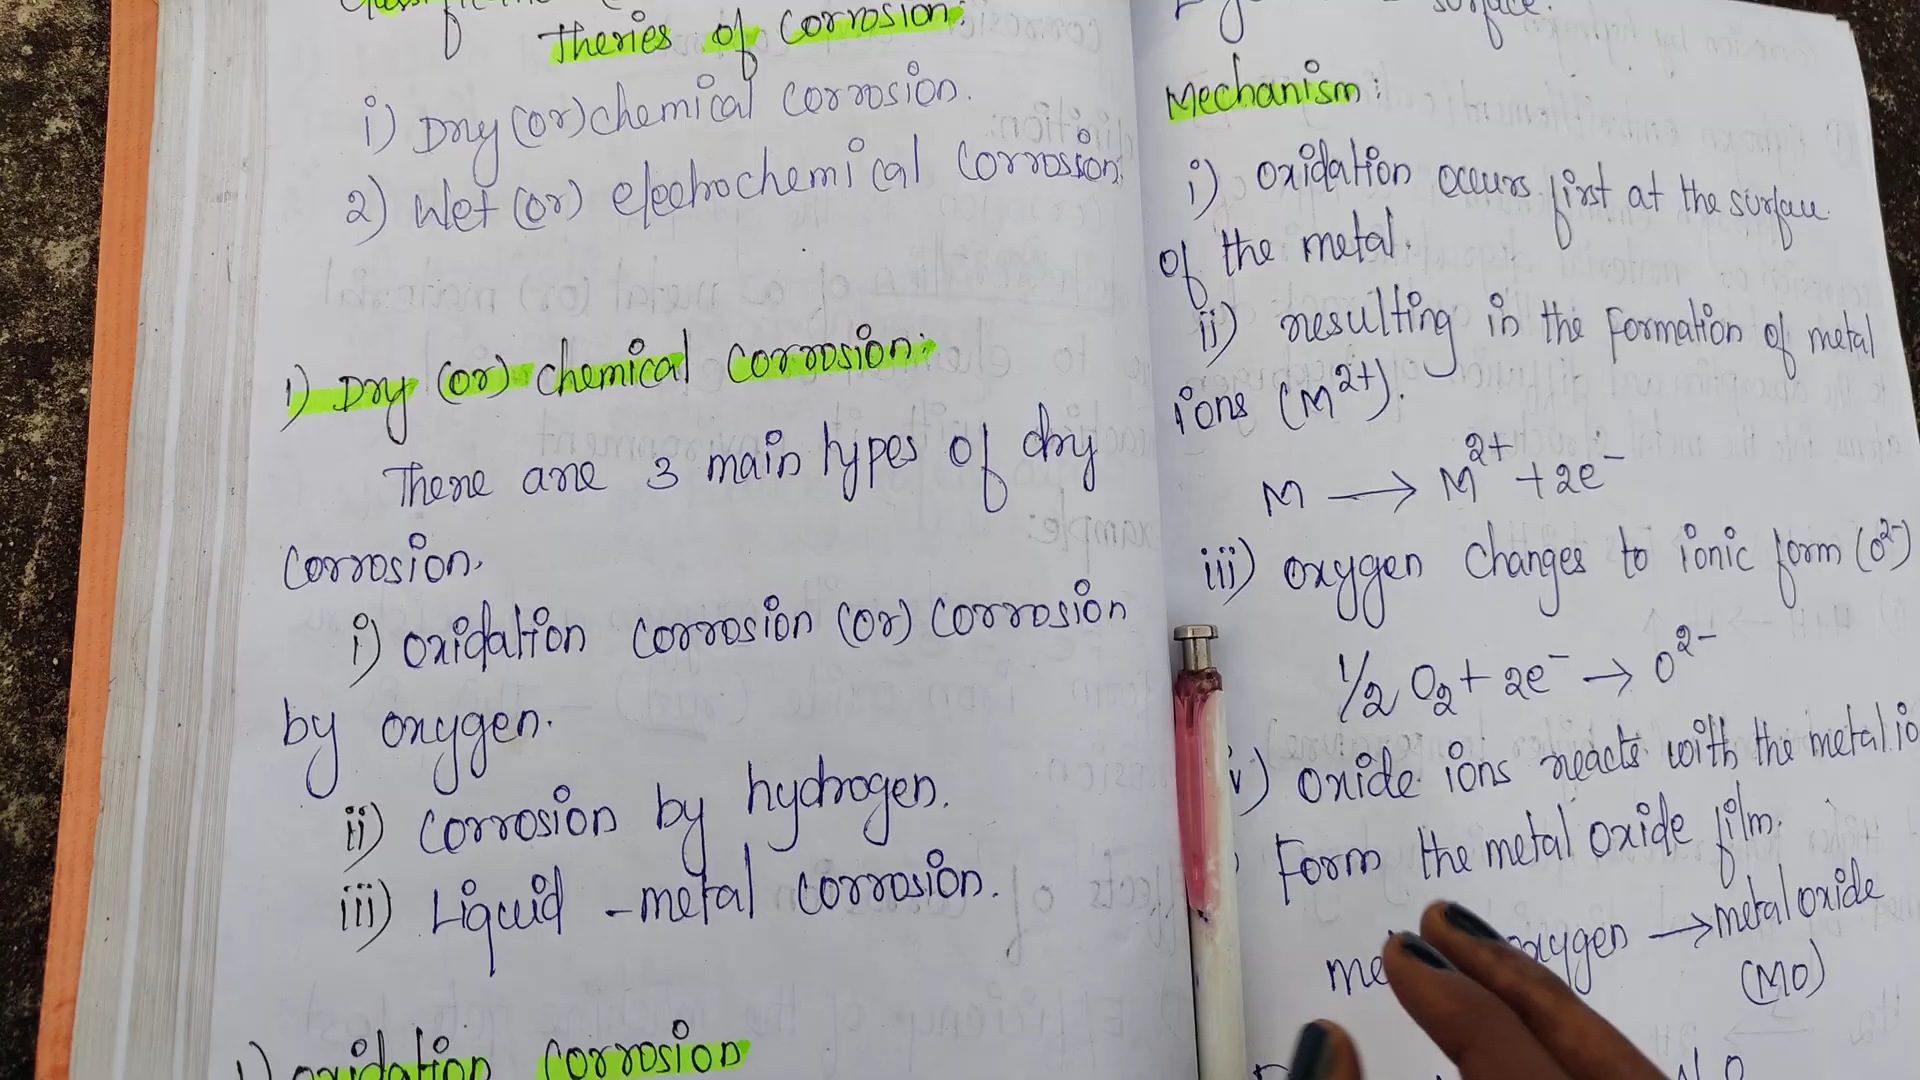 Theries of Corrosion:
i) Dry (or) chemical corrosion.
2) Wet (or) electrochemical corrosion.
1) Dry (or) chemical corrosion:
There are 3 main types of dry
corrosion.
i) oxidation corrosion (or) corrosion
by oxygen.
ii) corrosion by hydrogen.
iii) Liquid - metal corrosion.
1) oxidation corrosion
surface.
Mechanism:
i) oxidation occurs first at the surface
of the metal.
ii) resulting in the formation of metal
ions (M²⁺).
M → M²⁺ + 2e⁻
iii) oxygen changes to ionic form (O²⁻)
1/2 O₂ + 2e⁻ → O²⁻
v) oxide ions reacts with the metal io
Form the metal oxide film.
→ metal oxide
(MO)